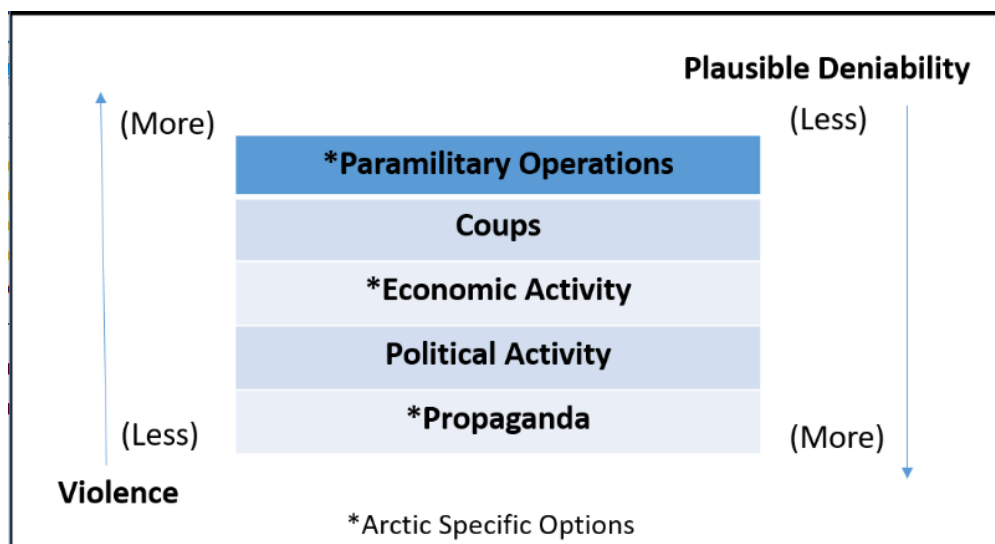 Plausible Deniability
(More)
(Less)
*Paramilitary Operations
Coups
*Economic Activity
Political Activity
*Propaganda
(Less)
(More)
Violence
*Arctic Specific Options